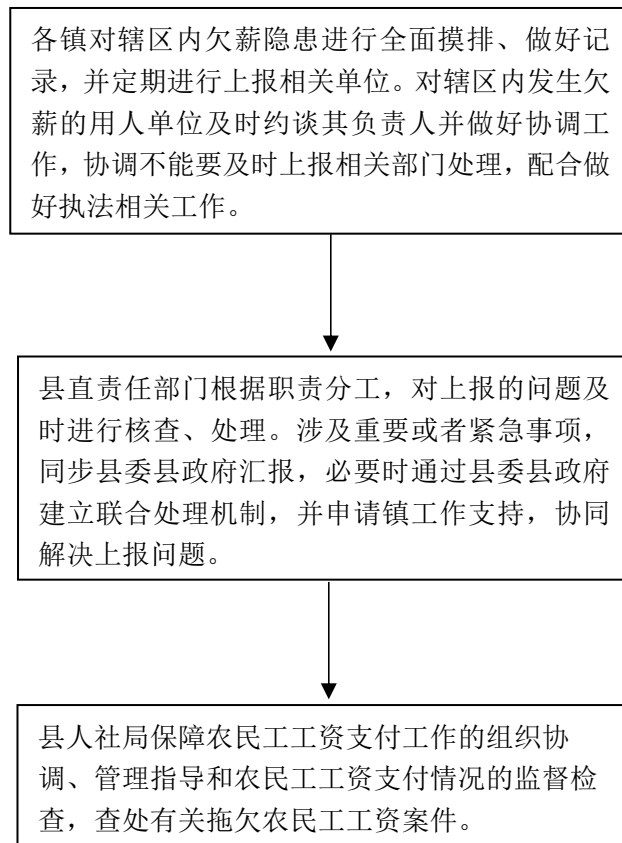 各镇对辖区内欠薪隐患进行全面摸排、做好记
录，并定期进行上报相关单位。对辖区内发生欠
薪的用人单位及时约谈其负责人并做好协调工
作，协调不能要及时上报相关部门处理，配合做
好执法相关工作。
县直责任部门根据职责分工，对上报的问题及
时进行核查、处理。涉及重要或者紧急事项，
同步县委县政府汇报，必要时通过县委县政府
建立联合处理机制，并申请镇工作支持，协同
解决上报问题。
县人社局保障农民工工资支付工作的组织协
调、管理指导和农民工工资支付情况的监督检
查，查处有关拖欠农民工工资案件。